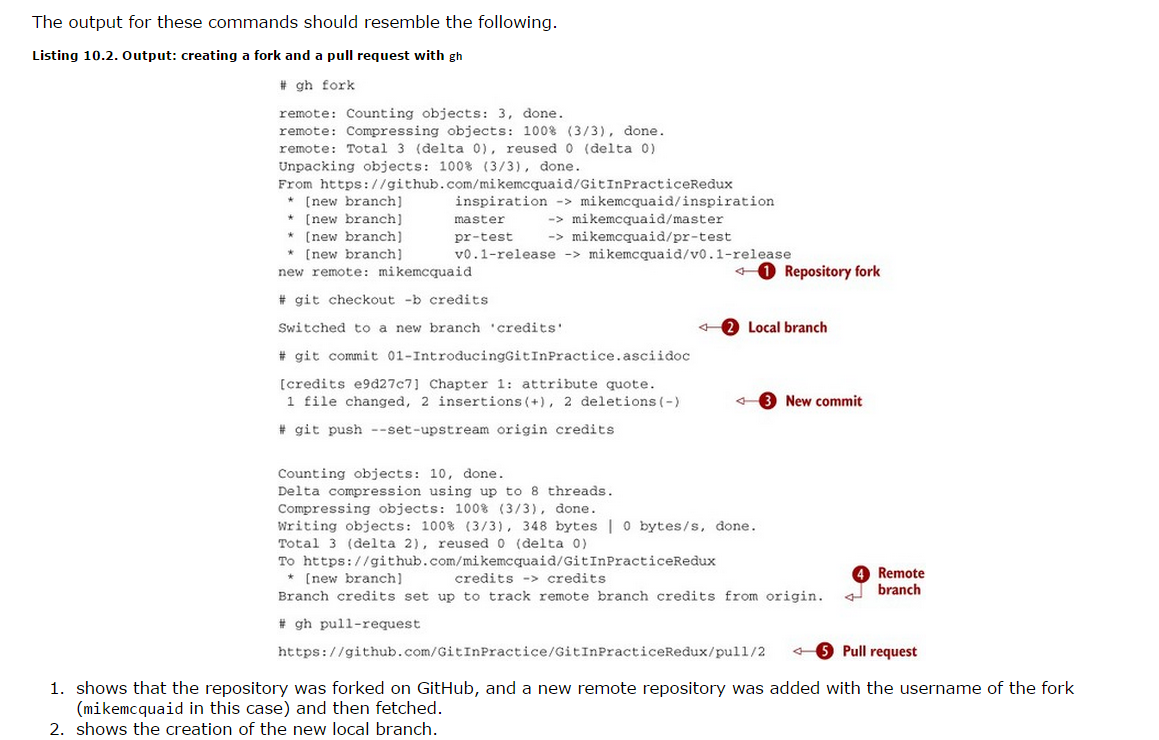 The output for these commands should resemble the following.
Listing 10.2. Output: creating a fork and a pull request with gh
# gh fork
remote: Counting objects: 3, done.
remote: Compressing objects: 100% (3/3), done.
remote: Total 3 (delta 0), reused 0 (delta 0)
Unpacking objects: 100% (3/3), done.
From https://github.com/mikemcquaid/GitInPracticeRedux
* [new branch] inspiration -> mikemcquaid/inspiration
* [new branch] master -> mikemcquaid/master
* [new branch] pr-test -> mikemcquaid/pr-test
* [new branch] v0.1-release -> mikemcquaid/v0.1-release
new remote: mikemcquaid
1 Repository fork
# git checkout -b credits
Switched to a new branch 'credits'
2 Local branch
# git commit 01-IntroducingGitInPractice.asciidoc
[credits e9d27c7] Chapter 1: attribute quote.
1 file changed, 2 insertions(+), 2 deletions(-)
3 New commit
# git push --set-upstream origin credits
Counting objects: 10, done.
Delta compression using up to 8 threads.
Compressing objects: 100% (3/3), done.
Writing objects: 100% (3/3), 348 bytes | 0 bytes/s, done.
Total 3 (delta 2), reused 0 (delta 0)
To https://github.com/mikemcquaid/GitInPracticeRedux
* [new branch] credits -> credits
Branch credits set up to track remote branch credits from origin.
4 Remote
branch
# gh pull-request
https://github.com/GitInPractice/GitInPracticeRedux/pull/2
5 Pull request
1. shows that the repository was forked on GitHub, and a new remote repository was added with the username of the fork
(mikemcquaid in this case) and then fetched.
2. shows the creation of the new local branch.